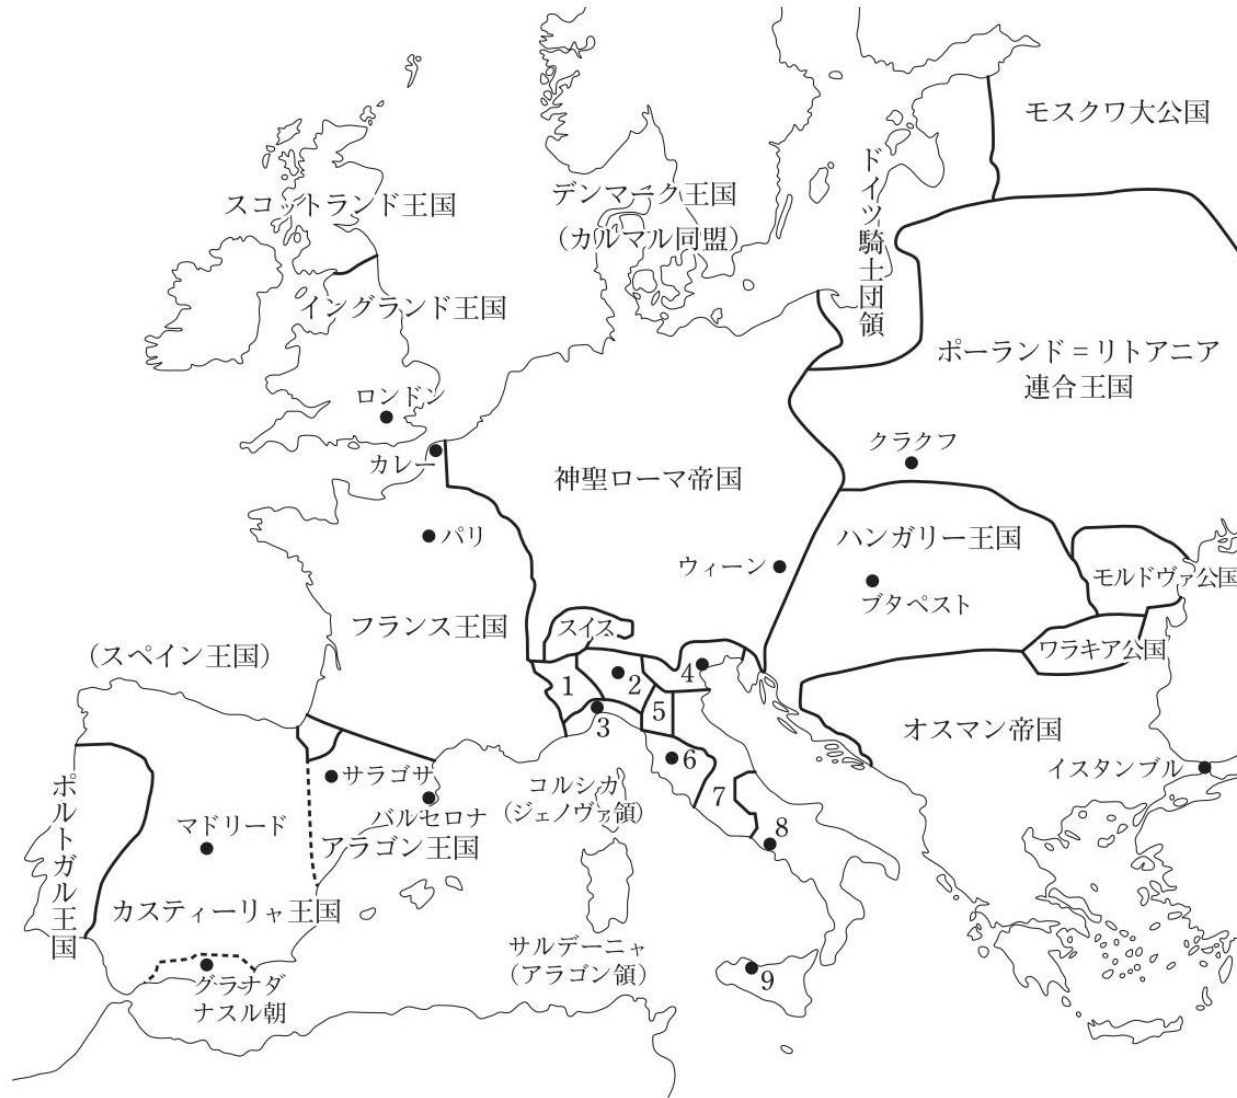 モスクワ大公国
ドイツ騎士団領
スコットランド王国
デンマーク王国
(カルマル同盟)
イングランド王国
ポーランド=リトアニア
連合王国
ロンドン
カレー
クラクフ
神聖ローマ帝国
パリ
ハンガリー王国
ウィーン
モルドヴァ公国
ブタペスト
フランス王国
スイス
(スペイン王国)
ワラキア公国
1
2
3
4
5
6
7
8
9
オスマン帝国
イスタンブル
サラゴサ
コルシカ
(ジェノヴァ領)
バルセロナ
アラゴン王国
マドリード
ポルトガル王国
カスティーリャ王国
サルデーニャ
(アラゴン領)
グラナダ
ナスル朝